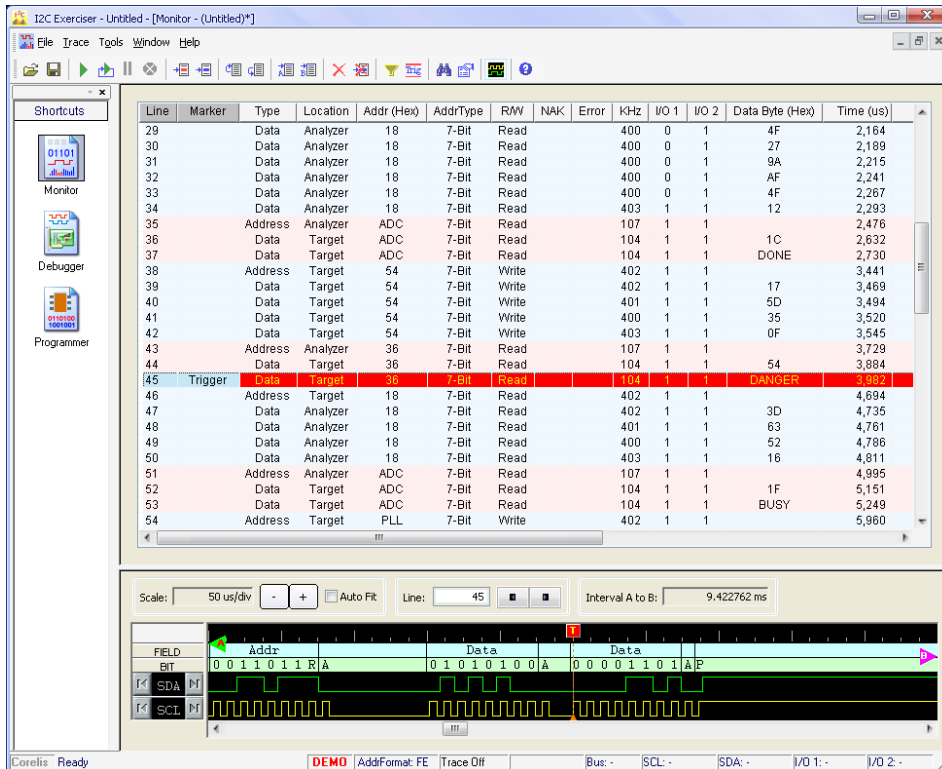 I2C Exerciser - Untitled - [Monitor - (Untitled)*]
File Trace Tools Window Help
Shortcuts
Monitor
Debugger
Programmer
Line Marker Type Location Addr (Hex) AddrType R/W NAK Error KHz I/O 1 I/O 2 Data Byte (Hex) Time (us)
29 Data Analyzer 18 7-Bit Read 400 0 1 4F 2,164
30 Data Analyzer 18 7-Bit Read 400 0 1 27 2,189
31 Data Analyzer 18 7-Bit Read 400 0 1 9A 2,215
32 Data Analyzer 18 7-Bit Read 400 0 1 AF 2,241
33 Data Analyzer 18 7-Bit Read 400 0 1 4F 2,267
34 Data Analyzer 18 7-Bit Read 403 1 1 12 2,293
35 Address Analyzer ADC 7-Bit Read 107 1 1 2,476
36 Data Target ADC 7-Bit Read 104 1 1 1C 2,632
37 Data Target ADC 7-Bit Read 104 1 1 DONE 2,730
38 Address Target 54 7-Bit Write 402 1 1 3,441
39 Data Target 54 7-Bit Write 402 1 1 17 3,469
40 Data Target 54 7-Bit Write 401 1 1 5D 3,494
41 Data Target 54 7-Bit Write 400 1 1 35 3,520
42 Data Target 54 7-Bit Write 403 1 1 0F 3,545
43 Address Analyzer 36 7-Bit Read 107 1 1 3,729
44 Data Target 36 7-Bit Read 104 1 1 54 3,884
45 Trigger Data Target 36 7-Bit Read 104 1 1 DANGER 3,982
46 Address Target 18 7-Bit Read 402 1 1 4,694
47 Data Analyzer 18 7-Bit Read 402 1 1 3D 4,735
48 Data Analyzer 18 7-Bit Read 401 1 1 63 4,761
49 Data Analyzer 18 7-Bit Read 400 1 1 52 4,786
50 Data Analyzer 18 7-Bit Read 403 1 1 16 4,811
51 Address Analyzer ADC 7-Bit Read 107 1 1 4,995
52 Data Target ADC 7-Bit Read 104 1 1 1F 5,151
53 Data Target ADC 7-Bit Read 104 1 1 BUSY 5,249
54 Address Target PLL 7-Bit Write 402 1 1 5,960
Scale: 50 us/div - + Auto Fit Line: 45 Interval A to B: 9.422762 ms
T
A
B
FIELD Addr Data Data
BIT 0 0 1 1 0 1 1 R A 0 1 0 1 0 1 0 0 A 0 0 0 0 1 1 0 1 A P
SDA
SCL
Corelis Ready DEMO AddrFormat: FE Trace Off Bus: - SCL: - SDA: - I/O 1: - I/O 2: -